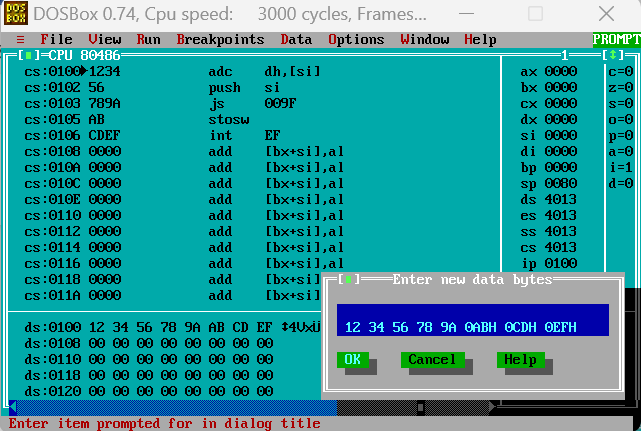 DOSBox 0.74, Cpu speed: 3000 cycles, Frames...
≡ File View Run Breakpoints Data Options Window Help PROMPT
[■]=CPU 80486 1 [↕]
cs:0100►1234 adc dh,[si] ax 0000 c=0
cs:0102 56 push si bx 0000 z=0
cs:0103 789A js 009F cx 0000 s=0
cs:0105 AB stosw dx 0000 o=0
cs:0106 CDEF int EF si 0000 p=0
cs:0108 0000 add [bx+si],al di 0000 a=0
cs:010A 0000 add [bx+si],al bp 0000 i=1
cs:010C 0000 add [bx+si],al sp 0080 d=0
cs:010E 0000 add [bx+si],al ds 4013
cs:0110 0000 add [bx+si],al es 4013
cs:0112 0000 add [bx+si],al ss 4013
cs:0114 0000 add [bx+si],al cs 4013
cs:0116 0000 add [bx+si],al ip 0100
cs:0118 0000 add
cs:011A 0000 add
[■] Enter new data bytes
12 34 56 78 9A 0ABH 0CDH 0EFH
OK Cancel Help
ds:0100 12 34 56 78 9A AB CD EF ↕4Vxü
ds:0108 00 00 00 00 00 00 00 00
ds:0110 00 00 00 00 00 00 00 00
ds:0118 00 00 00 00 00 00 00 00
ds:0120 00 00 00 00 00 00 00 00
Enter item prompted for in dialog title